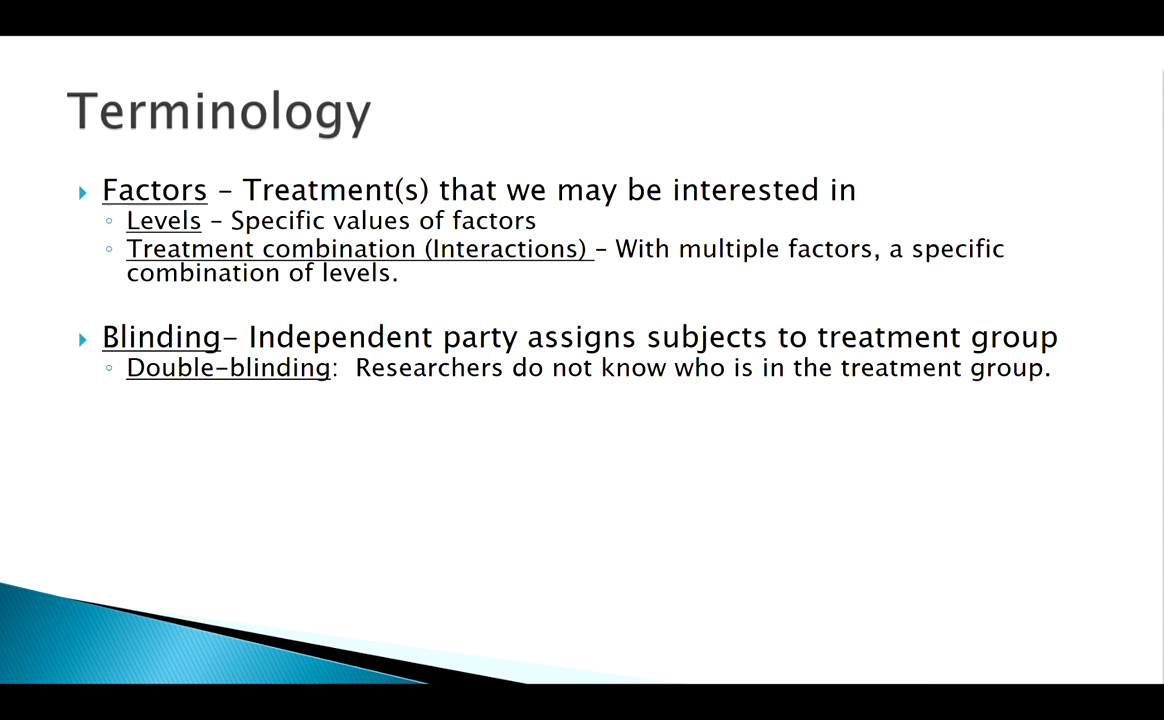 Terminology
Factors – Treatment(s) that we may be interested in
Levels – Specific values of factors
Treatment combination (Interactions) – With multiple factors, a specific
combination of levels.
Blinding– Independent party assigns subjects to treatment group
Double-blinding:  Researchers do not know who is in the treatment group.